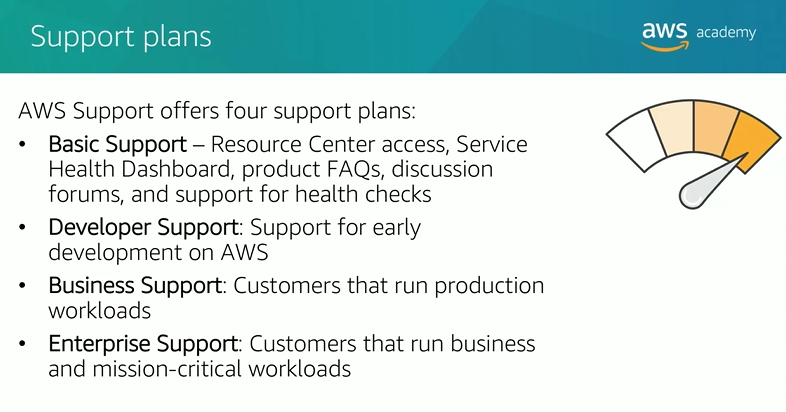 Support plans
aws academy
AWS Support offers four support plans:
• Basic Support – Resource Center access, Service
Health Dashboard, product FAQs, discussion
forums, and support for health checks
• Developer Support: Support for early
development on AWS
• Business Support: Customers that run production
workloads
• Enterprise Support: Customers that run business
and mission-critical workloads